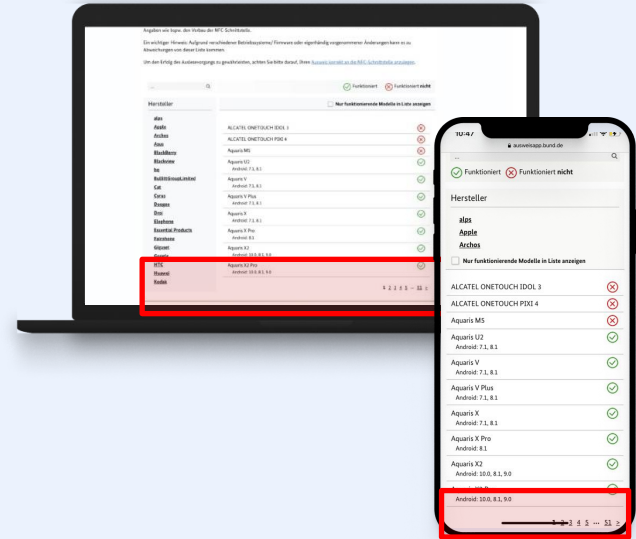 Angaben wie bspw. den Verbau der NFC Schnittstelle.
Ein wichtiger Hinweis: Aufgrund verschiedener Betriebssysteme/ Firmware oder eigenhändig vorgenommener Änderungen kann es zu
Abweichungen von dieser Liste kommen.
Um den Erfolg des Auslesevorgangs zu gewährleisten, achten Sie bitte darauf, Ihren Ausweis korrekt an die NFC-Schnittstelle anzulegen.
...
Funktioniert Funktioniert nicht
Hersteller
Nur funktionierende Modelle in Liste anzeigen
alps
Apple
Archos
Asus
BlackBerry
Blackview
bq
BullittGroupLimited
Cat
Doogee
Elephone
Essential Products
Fairphone
Gigaset
Google
HTC
Huawei
Kodak
ALCATEL ONETOUCH IDOL 3
ALCATEL ONETOUCH PIXI 4
Aquaris M5
Aquaris U2
Android: 7.1, 8.1
Aquaris V
Android: 7.1, 8.1
Aquaris V Plus
Android: 7.1, 8.1
Aquaris X
Android: 7.1, 8.1
Aquaris X Pro
Android: 8.1
Aquaris X2
Android: 10.0, 8.1, 9.0
Aquaris X2 Pro
Android: 10.0, 8.1, 9.0
1 2 3 4 5 ... 51 >
10:47
ausweisapp.bund.de
...
Funktioniert Funktioniert nicht
Hersteller
alps
Apple
Archos
Nur funktionierende Modelle in Liste anzeigen
ALCATEL ONETOUCH IDOL 3
ALCATEL ONETOUCH PIXI 4
Aquaris M5
Aquaris U2
Android: 7.1, 8.1
Aquaris V
Android: 7.1, 8.1
Aquaris V Plus
Android: 7.1, 8.1
Aquaris X
Android: 7.1, 8.1
Aquaris X Pro
Android: 8.1
Aquaris X2
Android: 10.0, 8.1, 9.0
Android: 10.0, 8.1, 9.0
1 2 3 4 5 ... 51 >